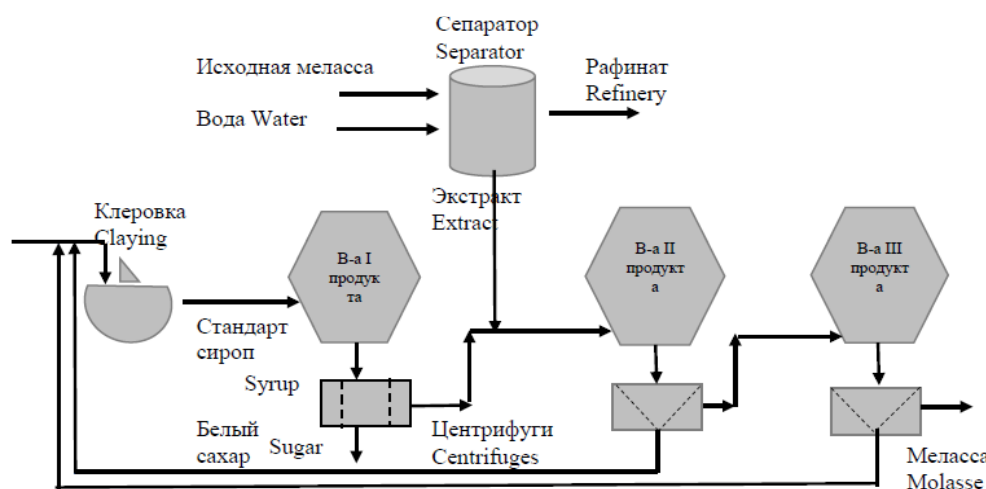 Сепаратор
Separator
Исходная меласса
Рафинат
Refinery
Вода Water
Экстракт
Extract
Клеровка
Claying
В-а I
продук
та
В-а II
продукт
а
В-а III
продукт
а
Стандарт
сироп
Syrup
Белый
сахар
Sugar
Центрифуги
Centrifuges
Меласса
Molasse